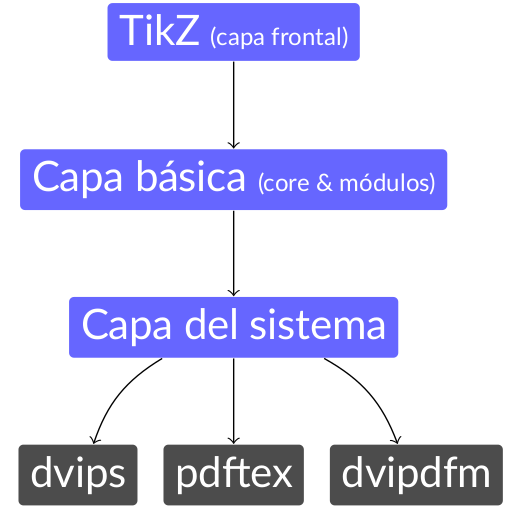 TikZ (capa frontal)
Capa básica (core & módulos)
Capa del sistema
dvips pdftex dvipdfm